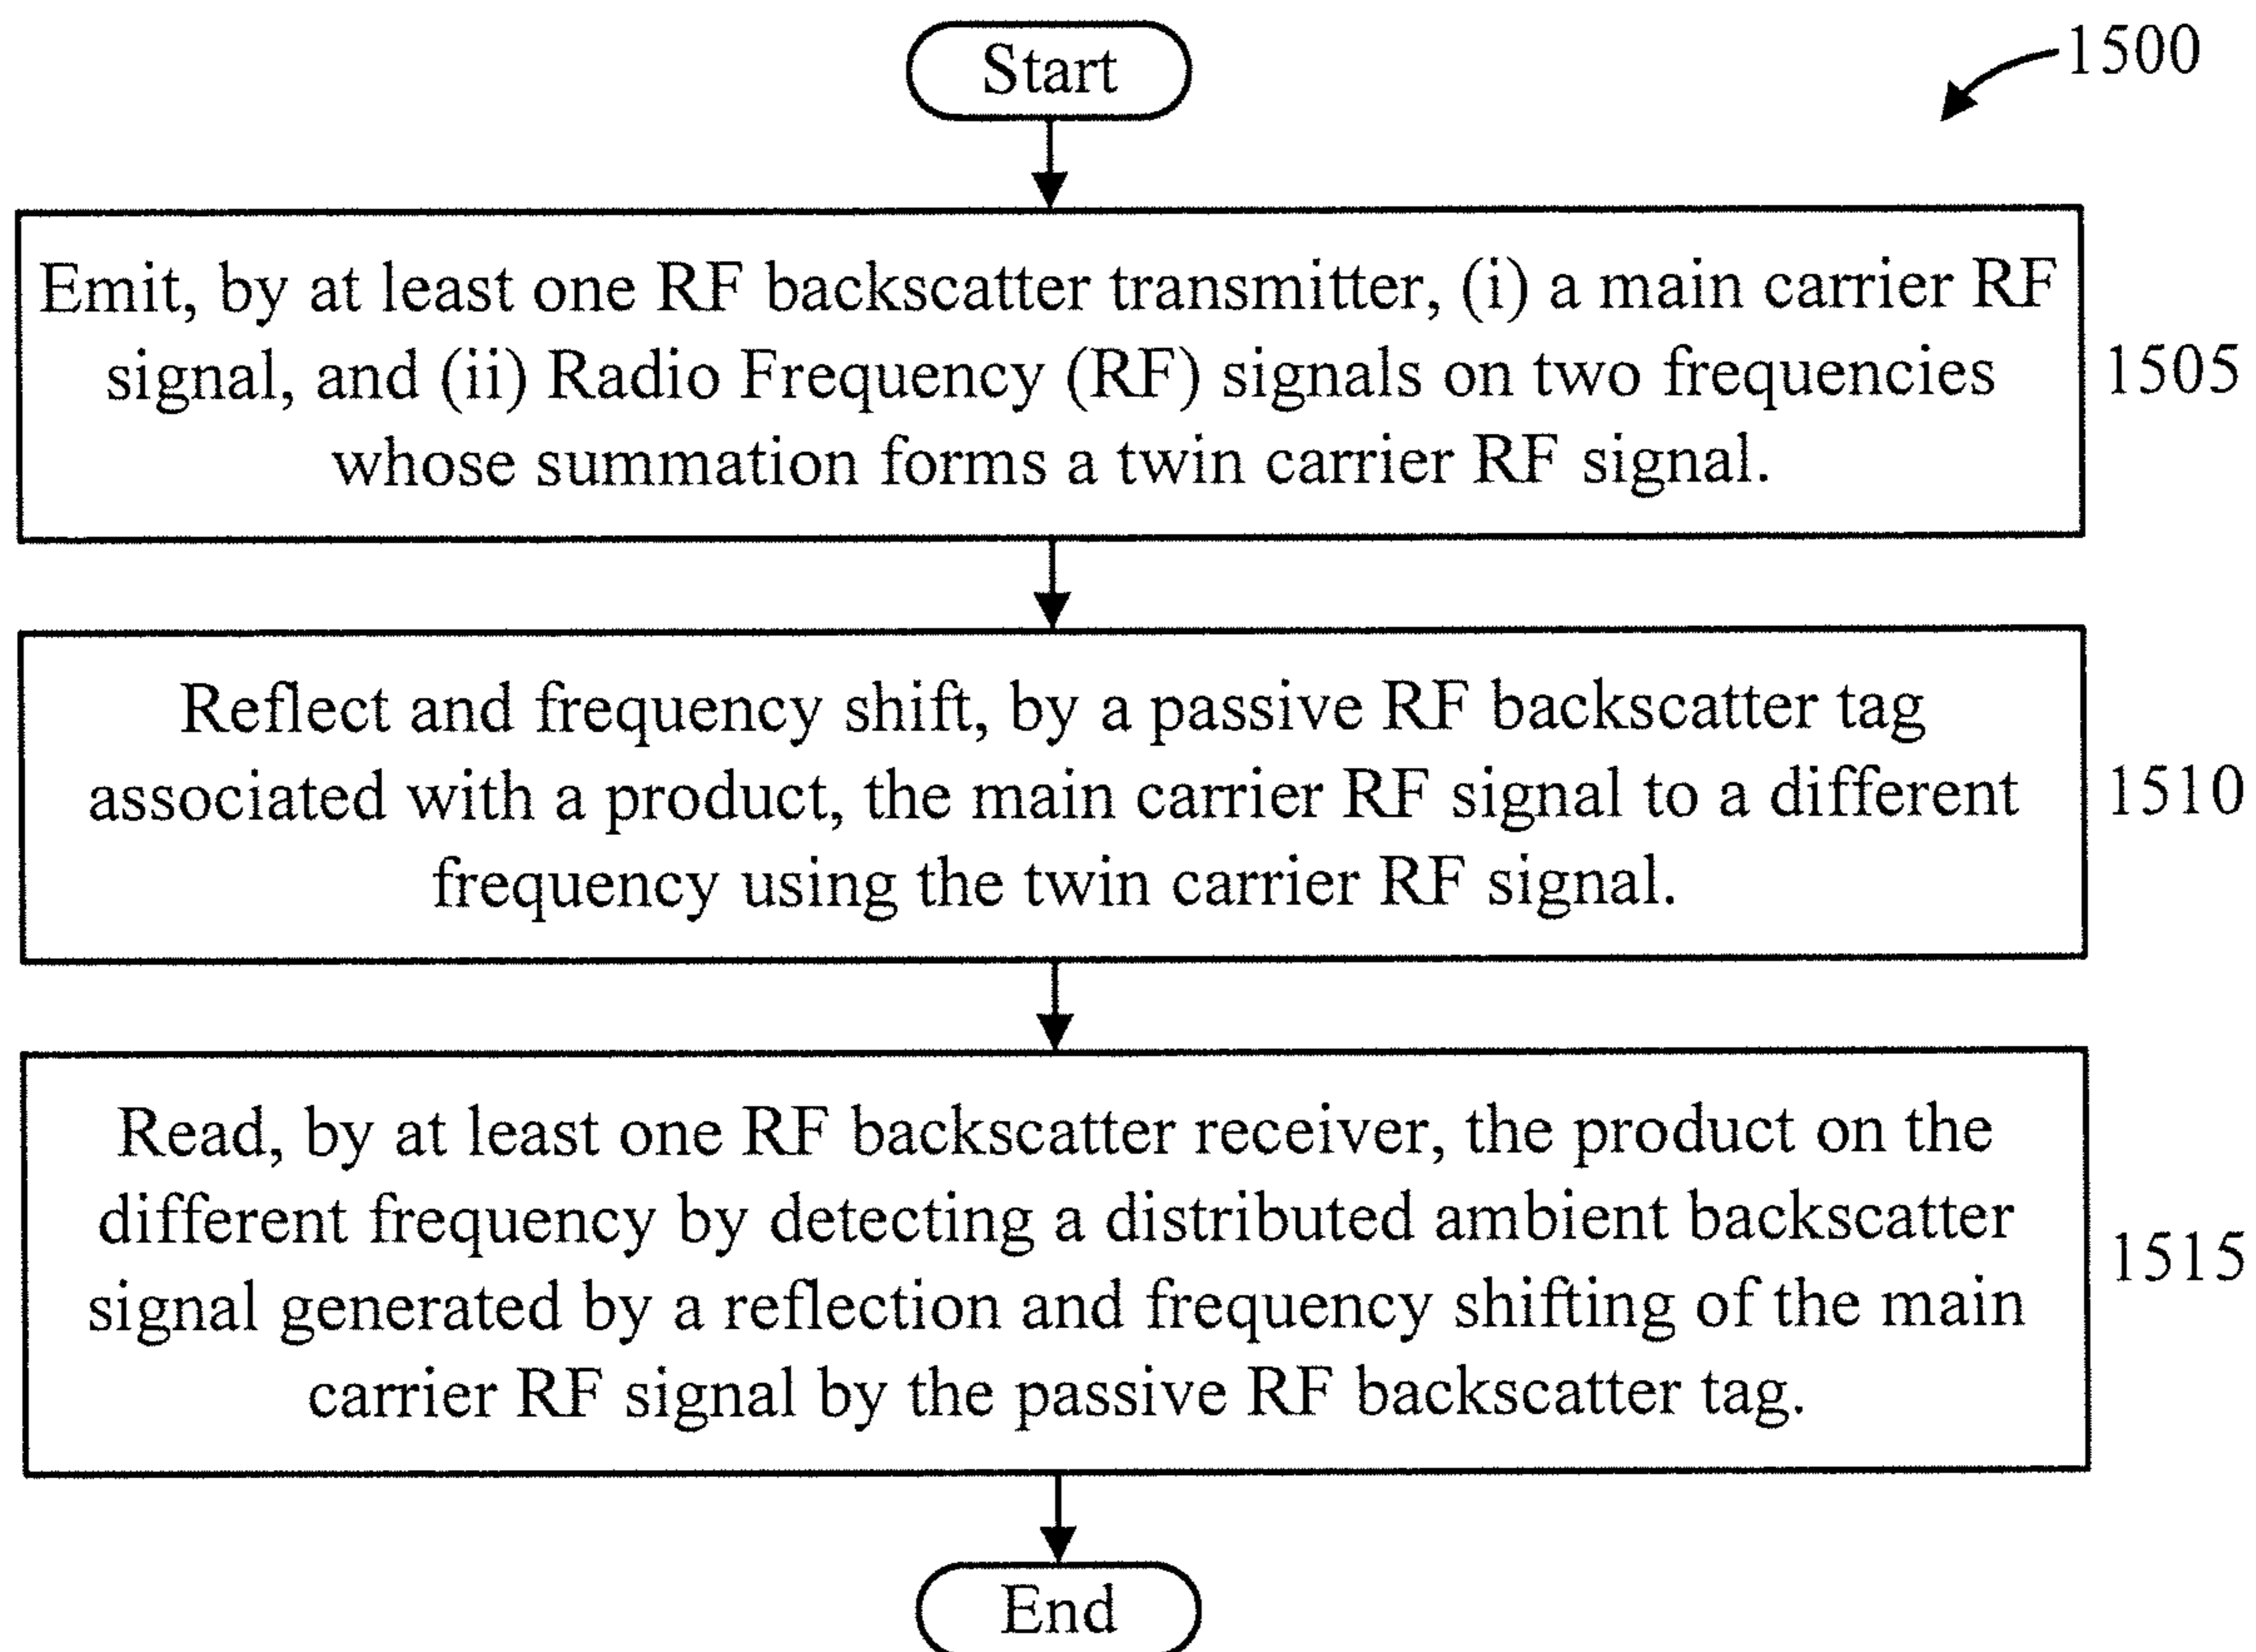 Start
1500
Emit, by at least one RF backscatter transmitter, (i) a main carrier RF
signal, and (ii) Radio Frequency (RF) signals on two frequencies
whose summation forms a twin carrier RF signal.
1505
Reflect and frequency shift, by a passive RF backscatter tag
associated with a product, the main carrier RF signal to a different
frequency using the twin carrier RF signal.
1510
Read, by at least one RF backscatter receiver, the product on the
different frequency by detecting a distributed ambient backscatter
signal generated by a reflection and frequency shifting of the main
carrier RF signal by the passive RF backscatter tag.
1515
End